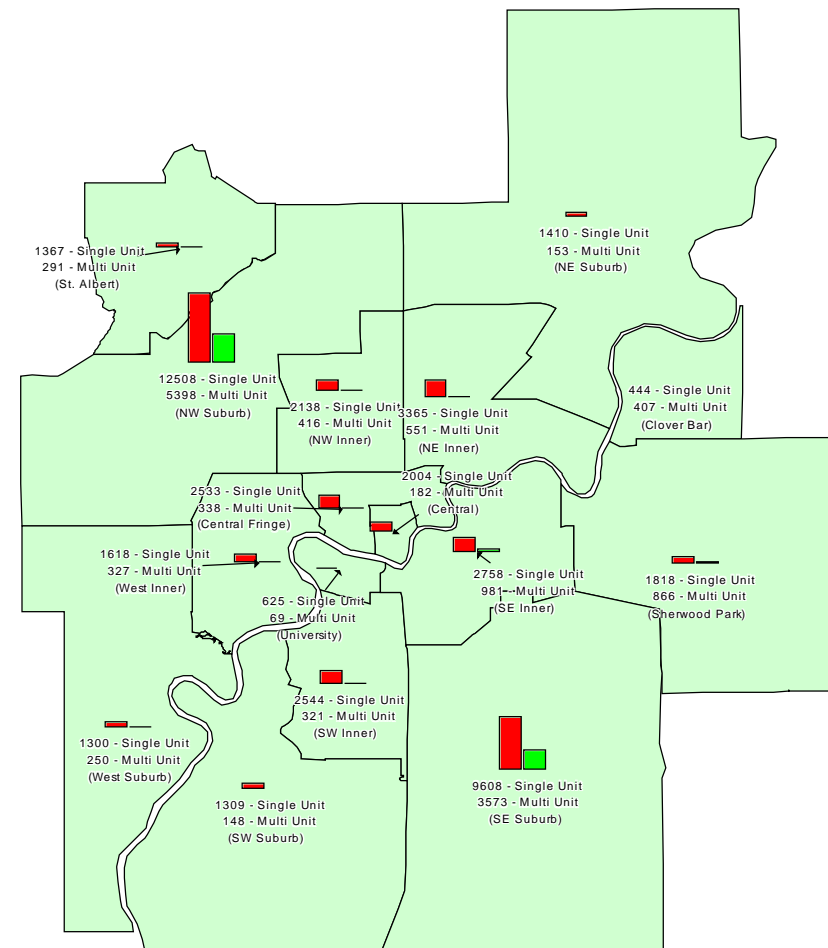 1410 - Single Unit
153 - Multi Unit
(NE Suburb)
1367 - Single Unit
291 - Multi Unit
(St. Albert)
12508 - Single Unit
5398 - Multi Unit
(NW Suburb)
2138 - Single Unit
416 - Multi Unit
(NW Inner)
3365 - Single Unit
551 - Multi Unit
(NE Inner)
444 - Single Unit
407 - Multi Unit
(Clover Bar)
2533 - Single Unit
338 - Multi Unit
(Central Fringe)
2004 - Single Unit
182 - Multi Unit
(Central)
1618 - Single Unit
327 - Multi Unit
(West Inner)
625 - Single Unit
69 - Multi Unit
(University)
2758 - Single Unit
981 - Multi Unit
(SE Inner)
1818 - Single Unit
866 - Multi Unit
(Sherwood Park)
2544 - Single Unit
321 - Multi Unit
(SW Inner)
1300 - Single Unit
250 - Multi Unit
(West Suburb)
1309 - Single Unit
148 - Multi Unit
(SW Suburb)
9608 - Single Unit
3573 - Multi Unit
(SE Suburb)